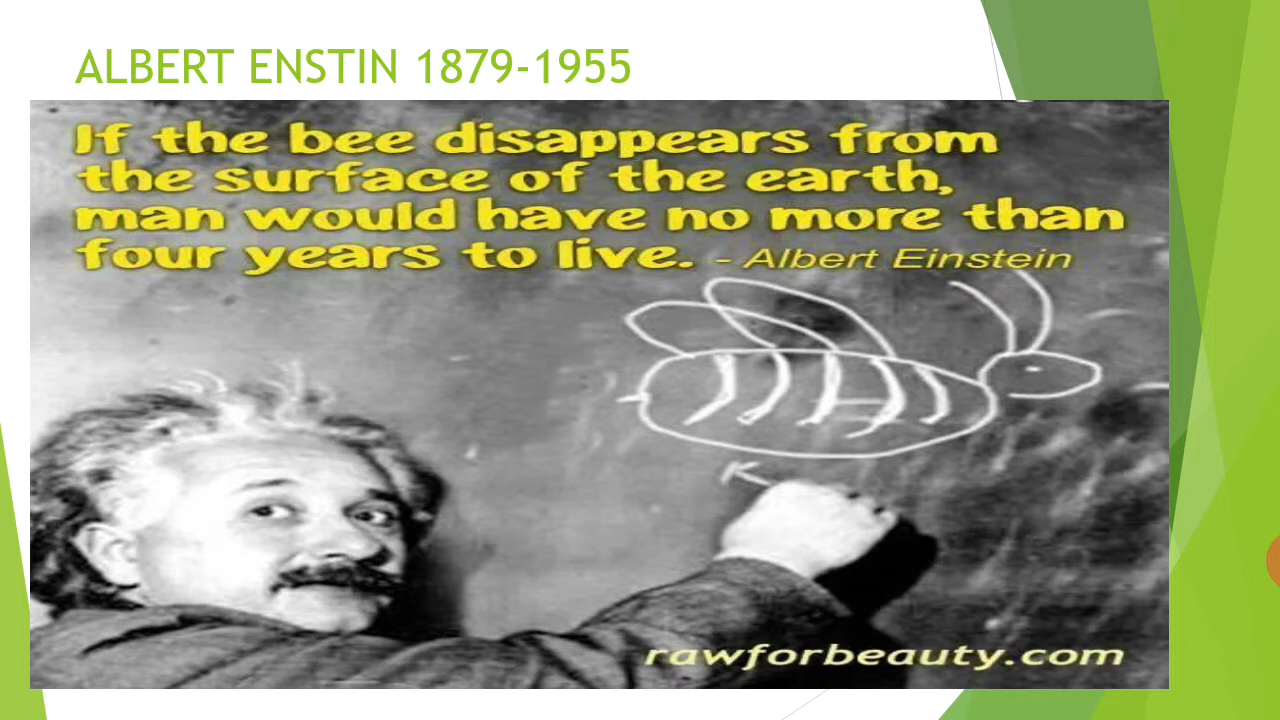 ALBERT ENSTIN 1879-1955
If the bee disappears from
the surface of the earth,
man would have no more than
four years to live. - Albert Einstein
rawforbeauty.com